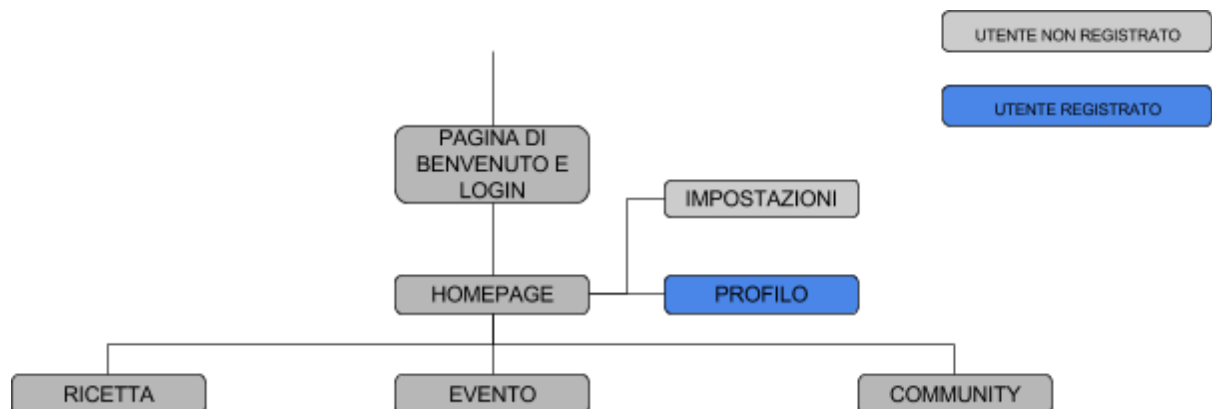 UTENTE NON REGISTRATO
UTENTE REGISTRATO
PAGINA DI
BENVENUTO E
LOGIN
IMPOSTAZIONI
HOMEPAGE
PROFILO
RICETTA
EVENTO
COMMUNITY